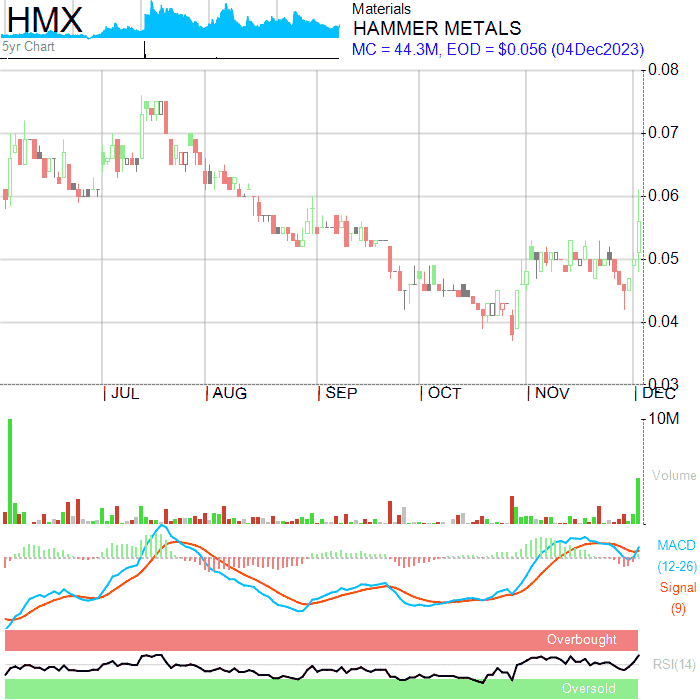 HMX
5yr Chart
Materials
HAMMER METALS
MC = 44.3M, EOD = $0.056 (04Dec2023)
0.08
0.07
0.06
0.05
0.04
0.03
JUL AUG SEP OCT NOV DEC
10M
Volume
MACD
(12-26)
Signal
(9)
Overbought
RSI(14)
Oversold